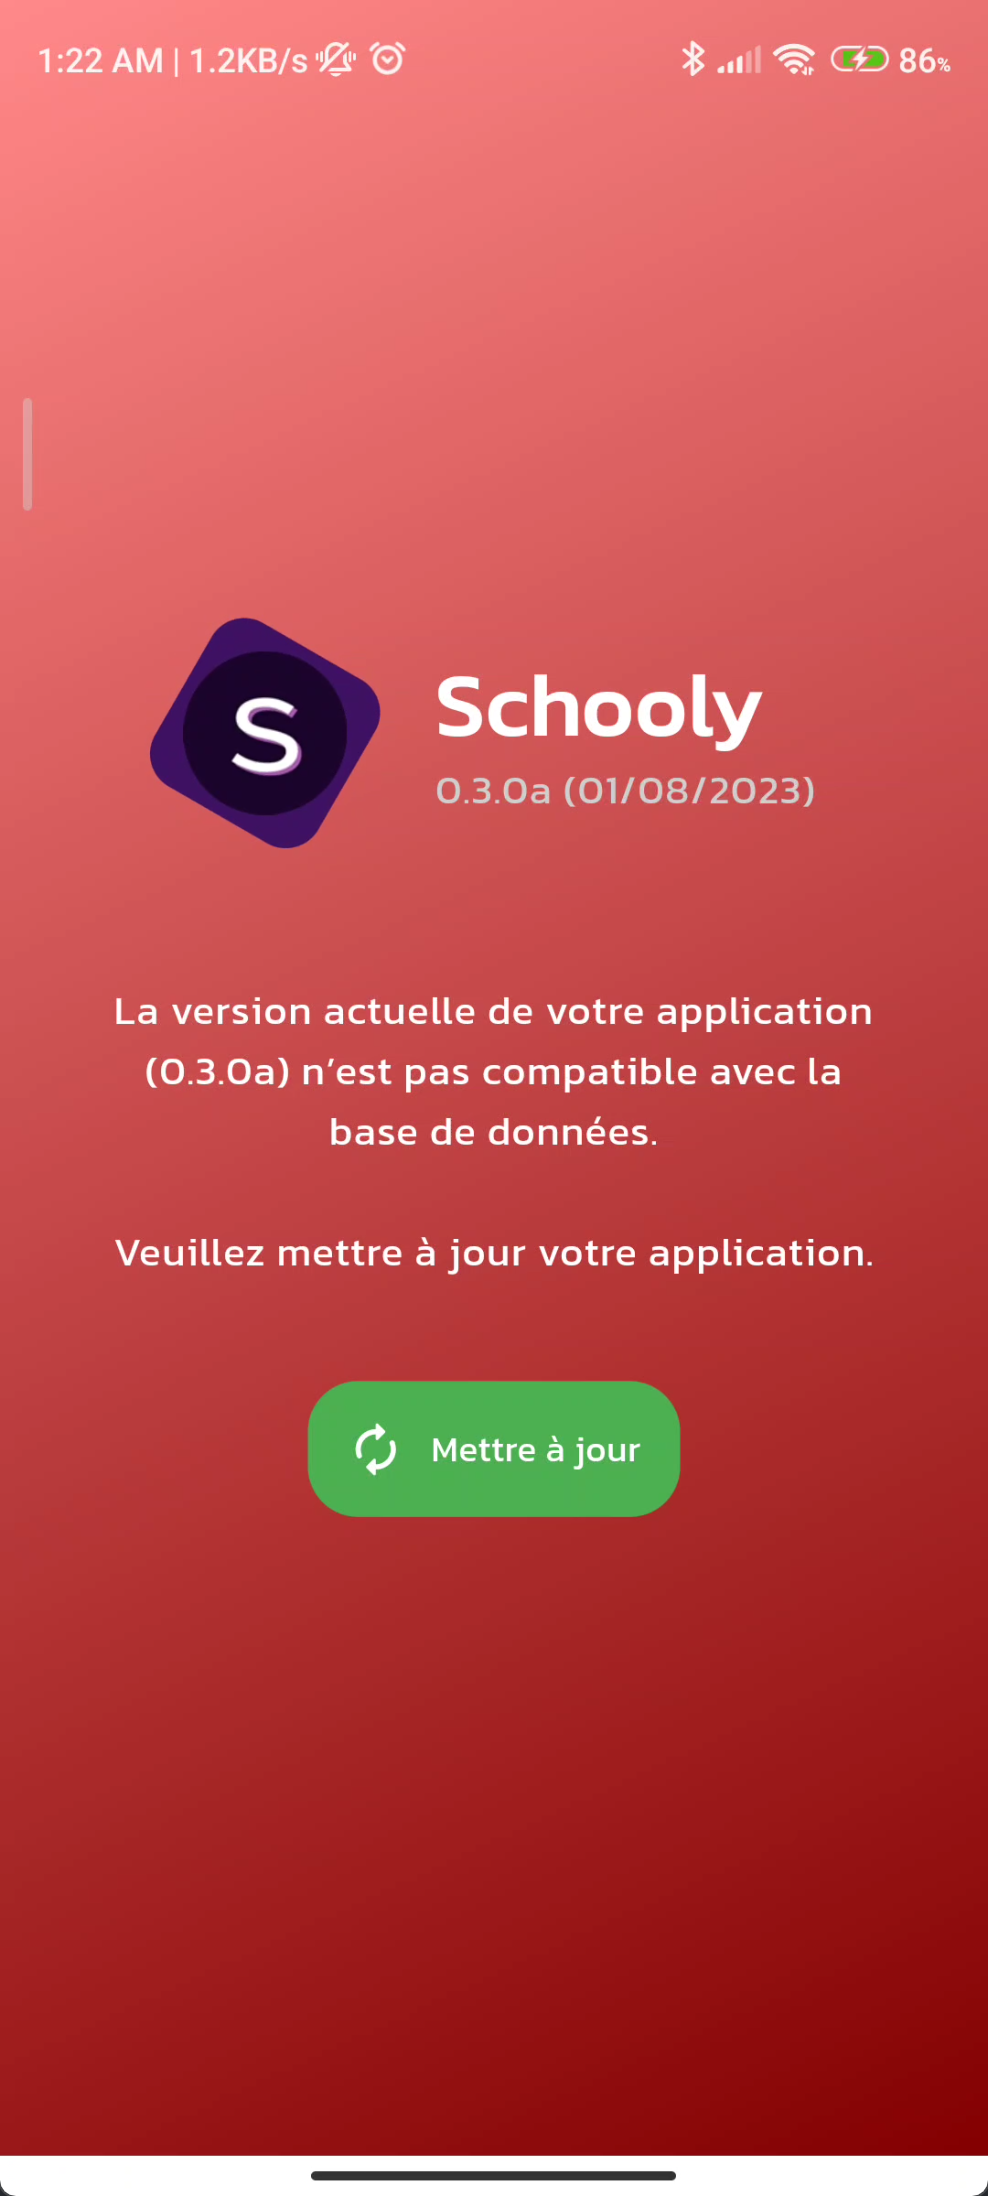 1:22 AM | 1.2KB/s 86%
S
Schooly
0.3.0a (01/08/2023)
La version actuelle de votre application
(0.3.0a) n’est pas compatible avec la
base de données.
Veuillez mettre à jour votre application.
Mettre à jour